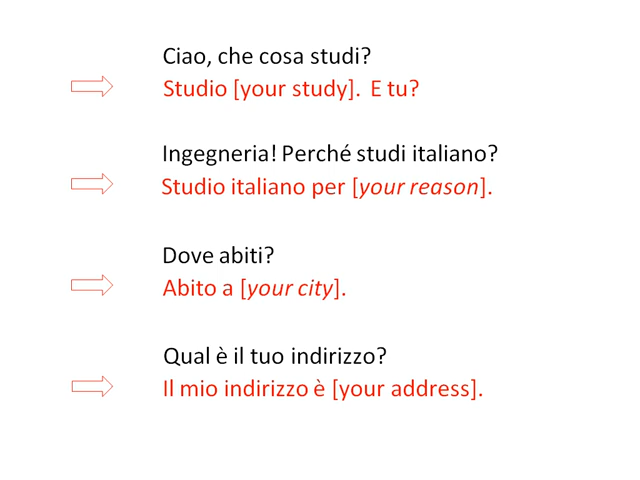 Ciao, che cosa studi?
Studio [your study]. E tu?
Ingegneria! Perché studi italiano?
Studio italiano per [your reason].
Dove abiti?
Abito a [your city].
Qual è il tuo indirizzo?
Il mio indirizzo è [your address].